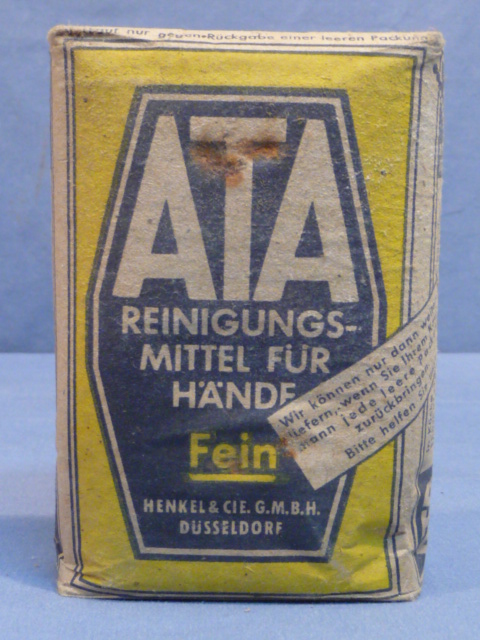 nur gegen Rückgabe einer leeren Packung
ATA
REINIGUNGS-
MITTEL FÜR
HÄNDE
Fein
HENKEL & CIE. G.M.B.H.
DÜSSELDORF
Wir können nur dann
liefern, wenn Sie Ihrem
jede leere
zurückbringen
Bitte helfen